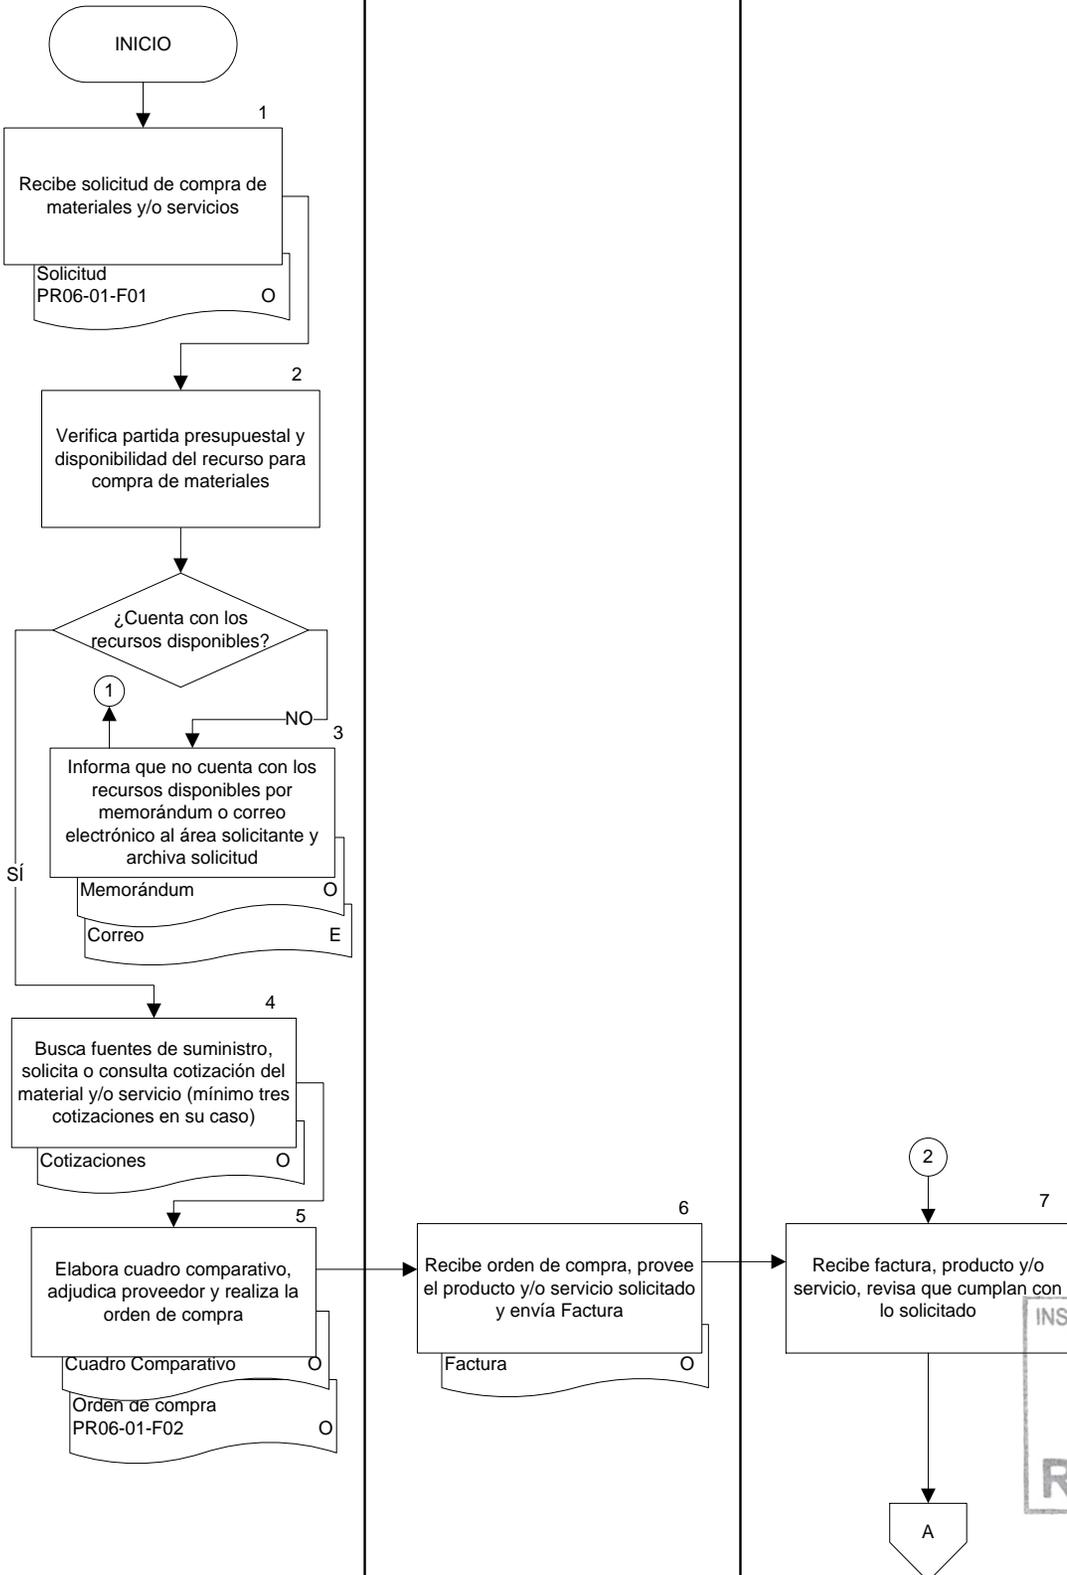 INICIO
1
Recibe solicitud de compra de
materiales y/o servicios
Solicitud
PR06-01-F01 O
2
Verifica partida presupuestal y
disponibilidad del recurso para
compra de materiales
¿Cuenta con los
recursos disponibles?
1
NO
3
Informa que no cuenta con los
recursos disponibles por
memorándum o correo
electrónico al área solicitante y
archiva solicitud
SÍ
Memorándum O
Correo E
4
Busca fuentes de suministro,
solicita o consulta cotización del
material y/o servicio (mínimo tres
cotizaciones en su caso)
Cotizaciones O
5
Elabora cuadro comparativo,
adjudica proveedor y realiza la
orden de compra
Cuadro Comparativo O
Orden de compra
PR06-01-F02 O
6
Recibe orden de compra, provee
el producto y/o servicio solicitado
y envía Factura
Factura O
2
7
Recibe factura, producto y/o
servicio, revisa que cumplan con
lo solicitado
INS
R
A